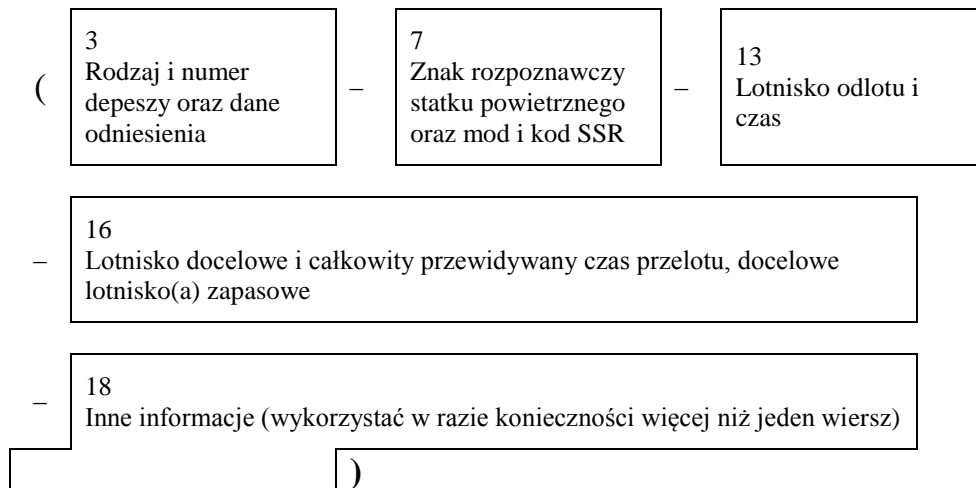 3
Rodzaj i numer
depeszy oraz dane
odniesienia
7
Znak rozpoznawczy
statku powietrznego
oraz mod i kod SSR
13
Lotnisko odlotu i
czas
( – –
16
Lotnisko docelowe i całkowity przewidywany czas przelotu, docelowe
lotnisko(a) zapasowe
–
18
Inne informacje (wykorzystać w razie konieczności więcej niż jeden wiersz)
–
)